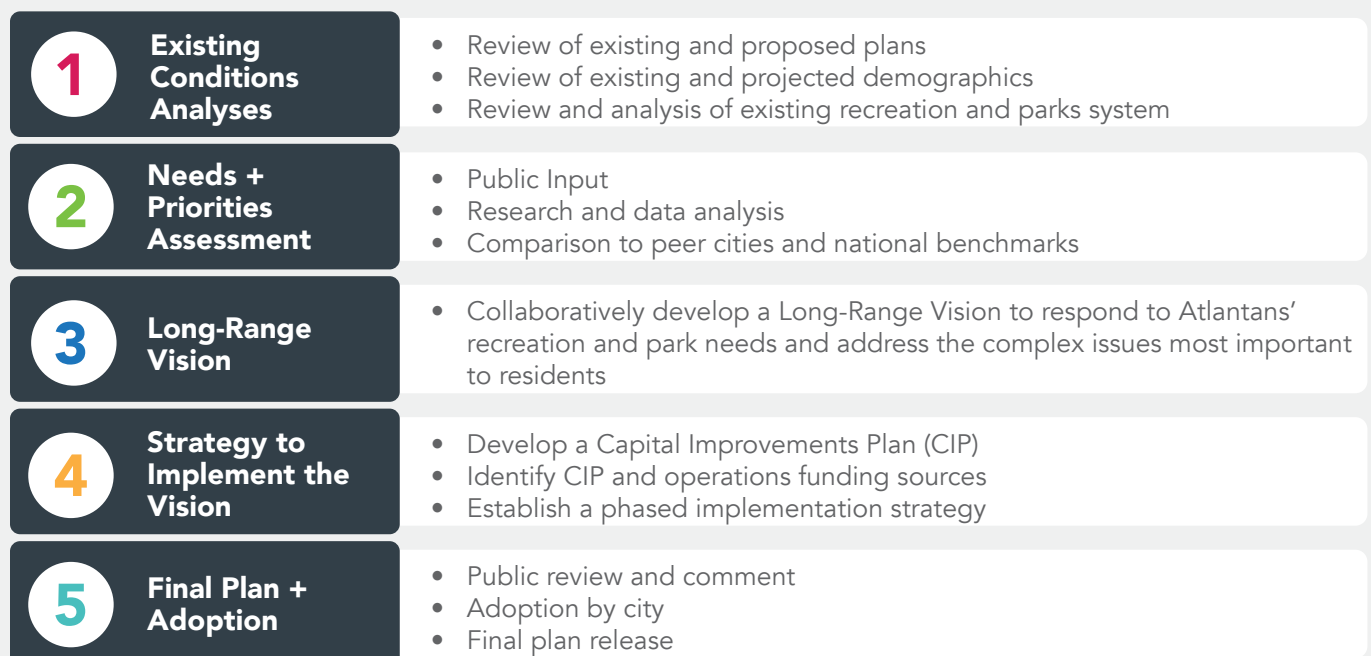 1
Existing
Conditions
Analyses
• Review of existing and proposed plans
• Review of existing and projected demographics
• Review and analysis of existing recreation and parks system
2
Needs +
Priorities
Assessment
• Public Input
• Research and data analysis
• Comparison to peer cities and national benchmarks
3
Long-Range
Vision
• Collaboratively develop a Long-Range Vision to respond to Atlantans’
recreation and park needs and address the complex issues most important
to residents
4
Strategy to
Implement the
Vision
• Develop a Capital Improvements Plan (CIP)
• Identify CIP and operations funding sources
• Establish a phased implementation strategy
5
Final Plan +
Adoption
• Public review and comment
• Adoption by city
• Final plan release